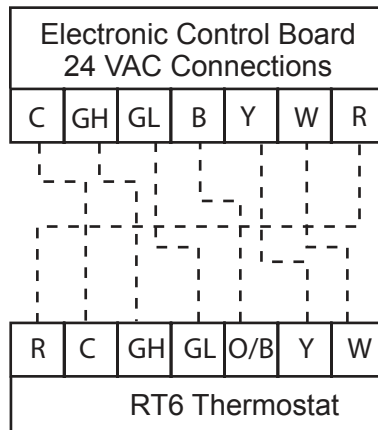 Electronic Control Board
24 VAC Connections
C GH GL B Y W R
R C GH GL O/B Y W
RT6 Thermostat